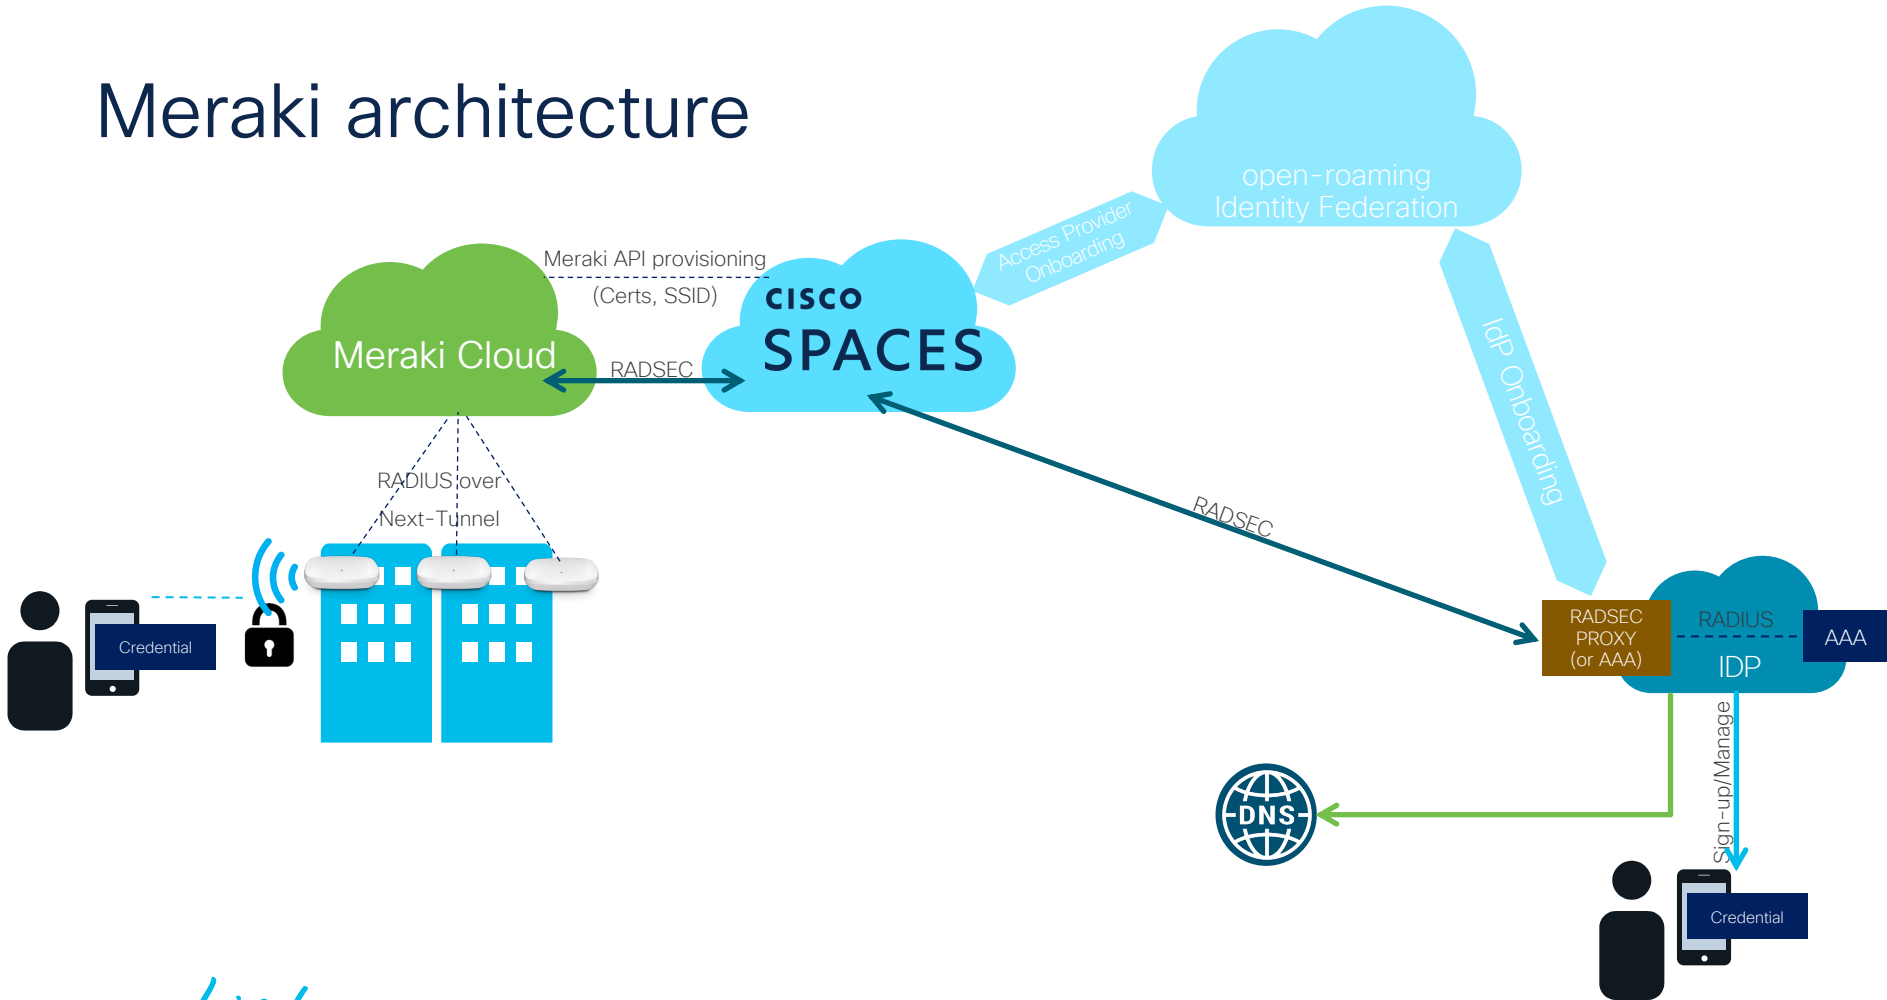 Meraki architecture
open-roaming
Identity Federation
Access Provider
Onboarding
Meraki API provisioning
(Certs, SSID)
CISCO
SPACES
Meraki Cloud
RADSEC
IdP Onboarding
RADIUS over
Next-Tunnel
RADSEC
Credential
RADSEC
PROXY
(or AAA)
RADIUS
IDP
AAA
Sign-up/Manage
DNS
Credential